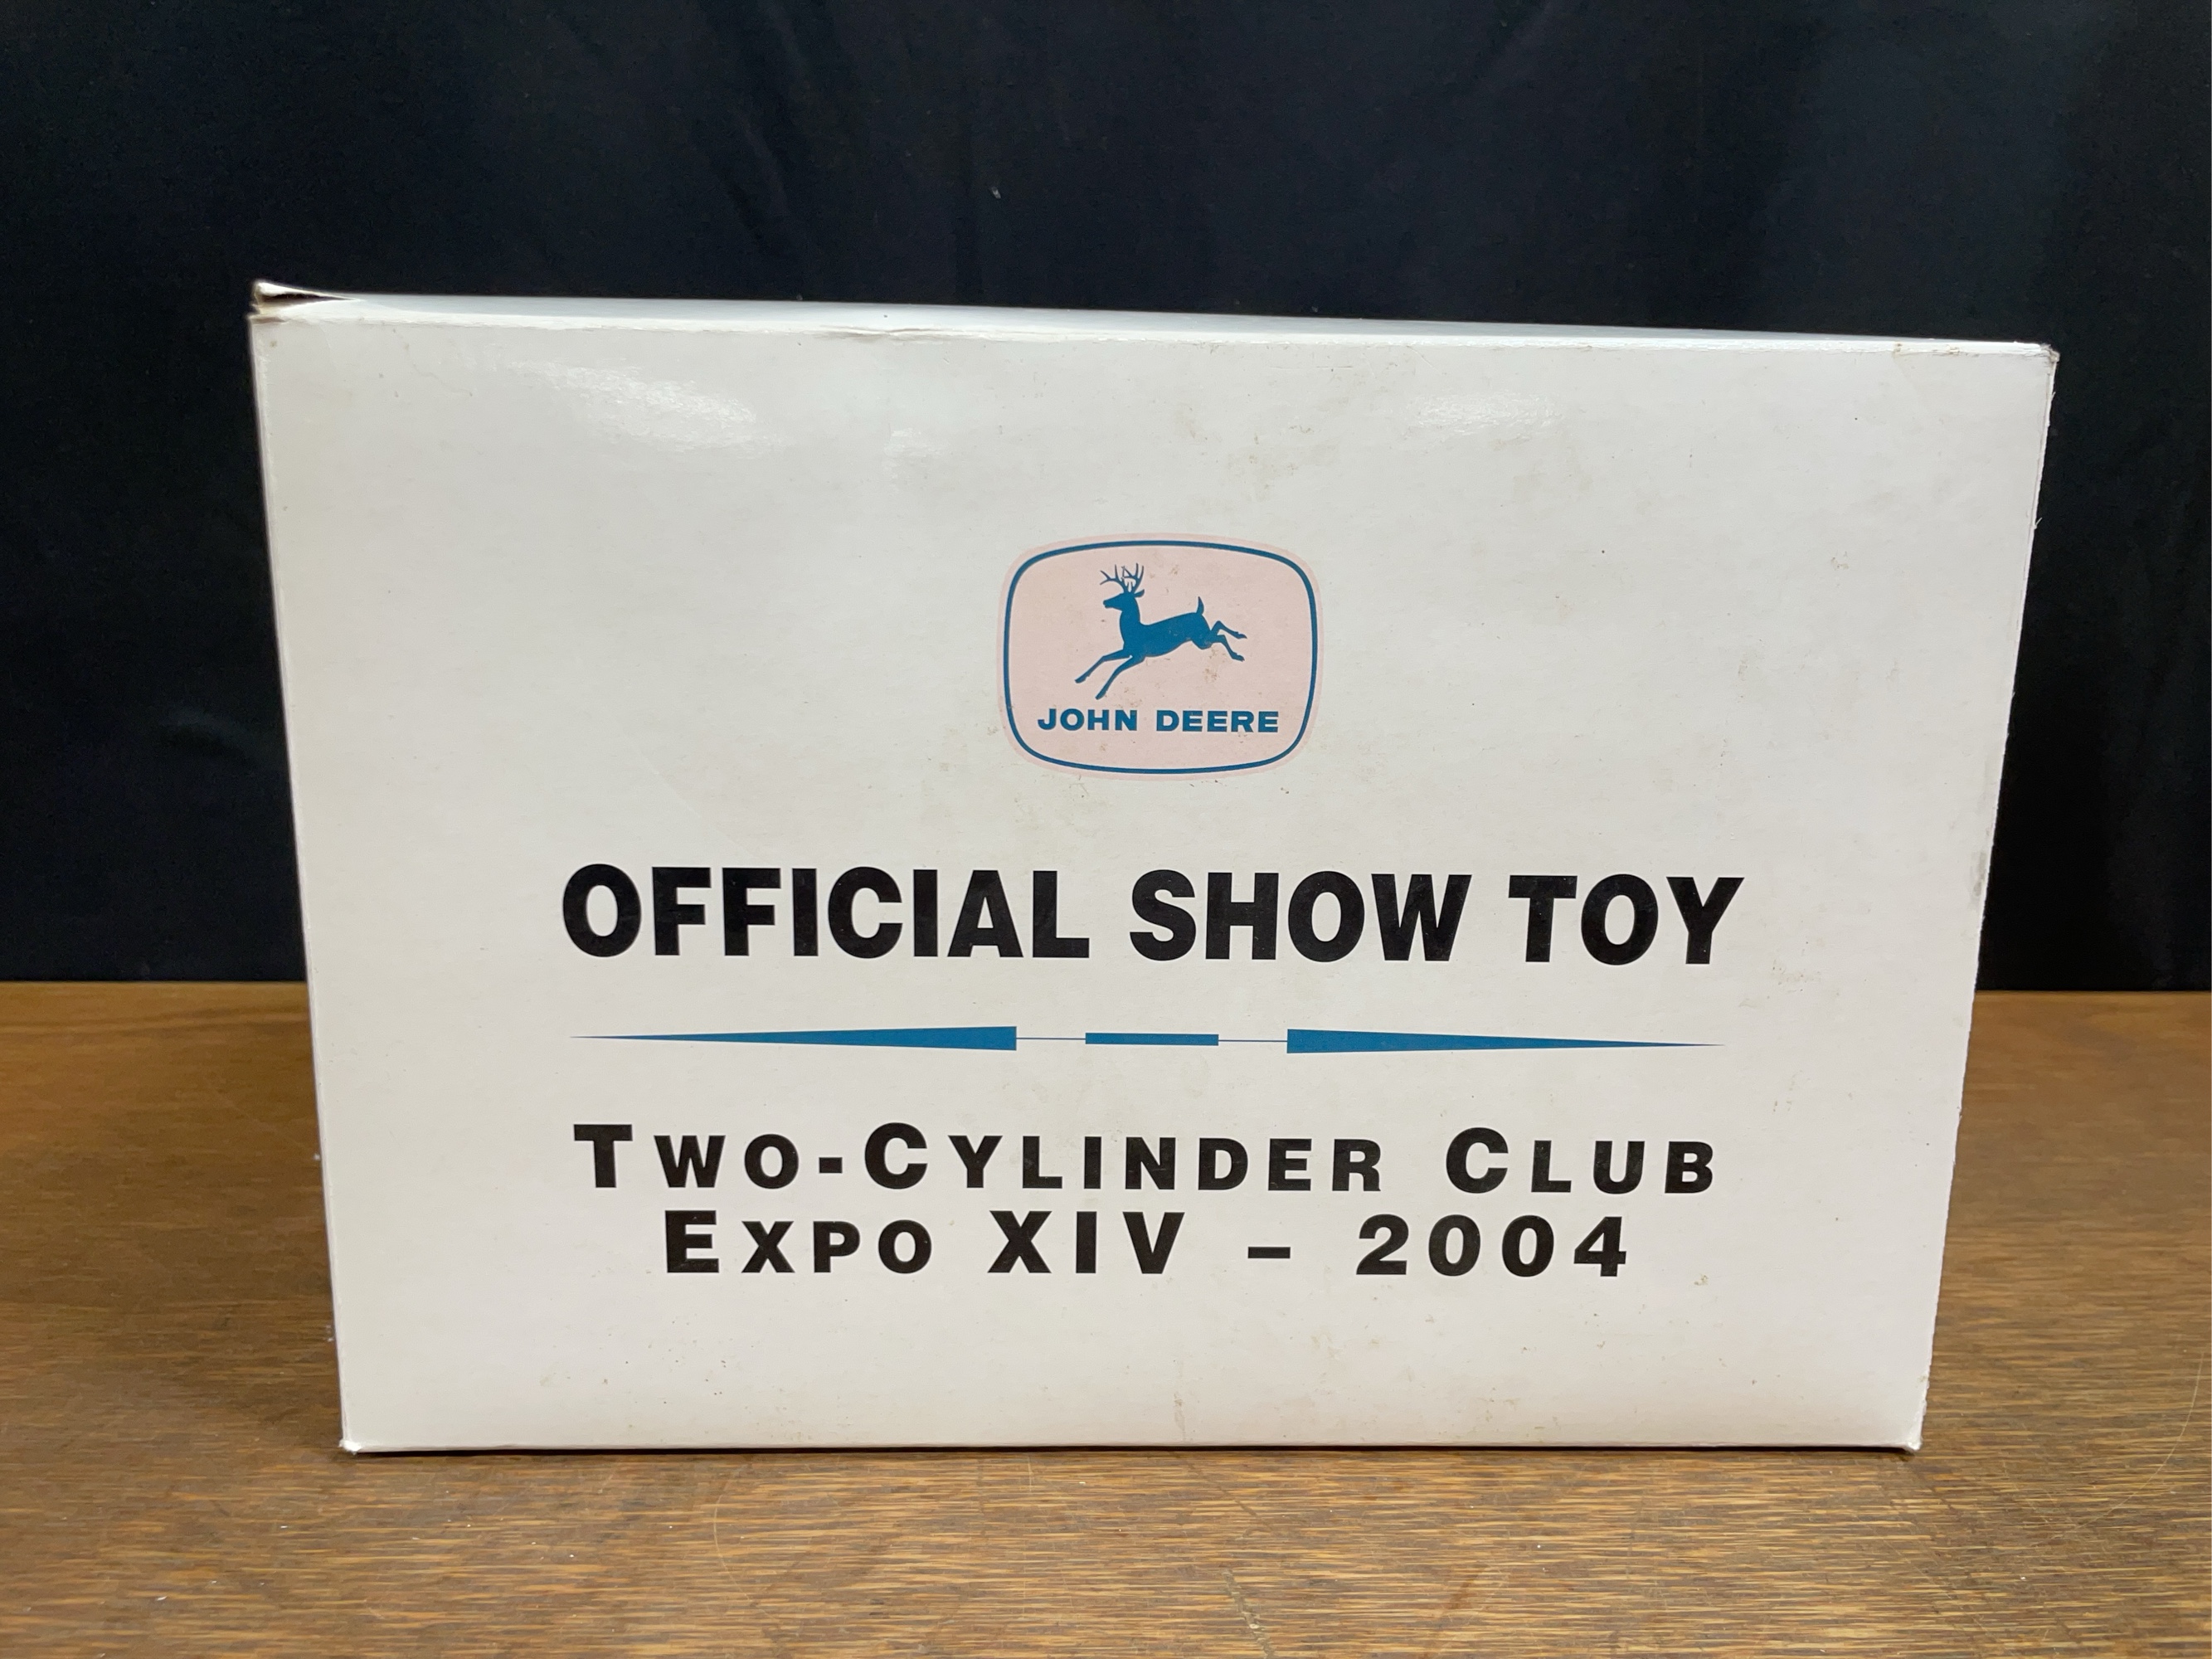 JOHN DEERE
OFFICIAL SHOW TOY
TWO-CYLINDER CLUB
EXPO XIV – 2004